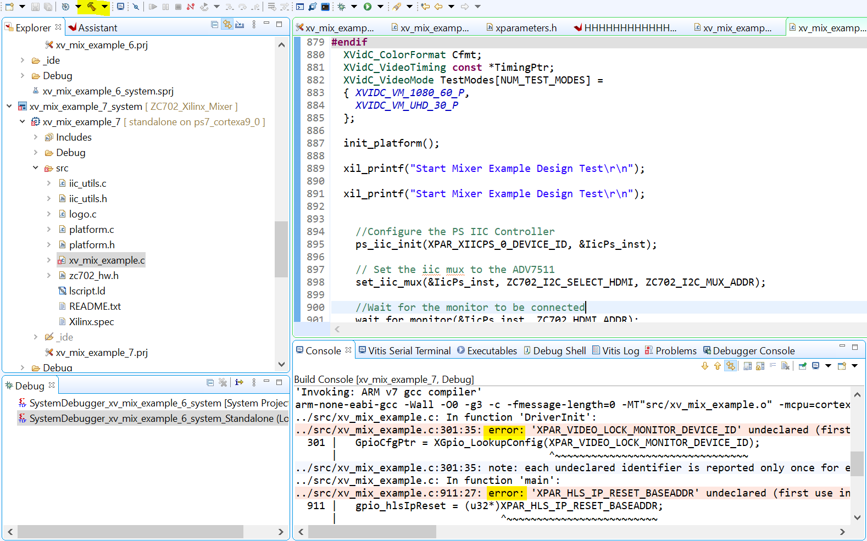 Explorer
Assistant
xv_mix_example_6.prj
_ide
Debug
xv_mix_example_6_system.sprj
xv_mix_example_7_system [ ZC702_Xilinx_Mixer ]
xv_mix_example_7 [ standalone on ps7_cortexa9_0 ]
Includes
Debug
src
iic_utils.c
iic_utils.h
logo.c
platform.c
platform.h
xv_mix_example.c
zc702_hw.h
lscript.ld
README.txt
Xilinx.spec
_ide
xv_mix_example_7.prj
Debug
Debug
SystemDebugger_xv_mix_example_6_system [System Project
SystemDebugger_xv_mix_example_6_system_Standalone (Lo
xv_mix_exam...
xv_mix_exam...
xparameters.h
HHHHHHHHHHHH...
xv_mix_exam...
xv_mix_examp...
879 #endif
880 XVidC_ColorFormat Cfmt;
881 XVidC_VideoTiming const *TimingPtr;
882 XVidC_VideoMode TestModes[NUM_TEST_MODES] =
883 { XVIDC_VM_1080_60_P,
884 XVIDC_VM_UHD_30_P
885 };
886
887 init_platform();
888
889 xil_printf("Start Mixer Example Design Test\r\n");
890
891 xil_printf("Start Mixer Example Design Test\r\n");
892
893
894 //Configure the PS IIC Controller
895 ps_iic_init(XPAR_XIICPS_0_DEVICE_ID, &IicPs_inst);
896
897 // Set the iic mux to the ADV7511
898 set_iic_mux(&IicPs_inst, ZC702_I2C_SELECT_HDMI, ZC702_I2C_MUX_ADDR);
899
900 //Wait for the monitor to be connected
901 wait_for_monitor(&IicPs_inst, ZC702_HDMI_ADDR);
Console
Vitis Serial Terminal
Executables
Debug Shell
Vitis Log
Problems
Debugger Console
Build Console [xv_mix_example_7, Debug]
'Invoking: ARM v7 gcc compiler'
arm-none-eabi-gcc -Wall -O0 -g3 -c -fmessage-length=0 -MT"src/xv_mix_example.o" -mcpu=cortex
../src/xv_mix_example.c: In function 'DriverInit':
../src/xv_mix_example.c:301:35: error: 'XPAR_VIDEO_LOCK_MONITOR_DEVICE_ID' undeclared (first
301 | GpioCfgPtr = XGpio_LookupConfig(XPAR_VIDEO_LOCK_MONITOR_DEVICE_ID);
| ^~~~~~~~~~~~~~~~~~~~~~~~~~~~~~~~~
../src/xv_mix_example.c:301:35: note: each undeclared identifier is reported only once for e
../src/xv_mix_example.c: In function 'main':
../src/xv_mix_example.c:911:27: error: 'XPAR_HLS_IP_RESET_BASEADDR' undeclared (first use in
911 | gpio_hlsIpReset = (u32*)XPAR_HLS_IP_RESET_BASEADDR;
| ^~~~~~~~~~~~~~~~~~~~~~~~~~